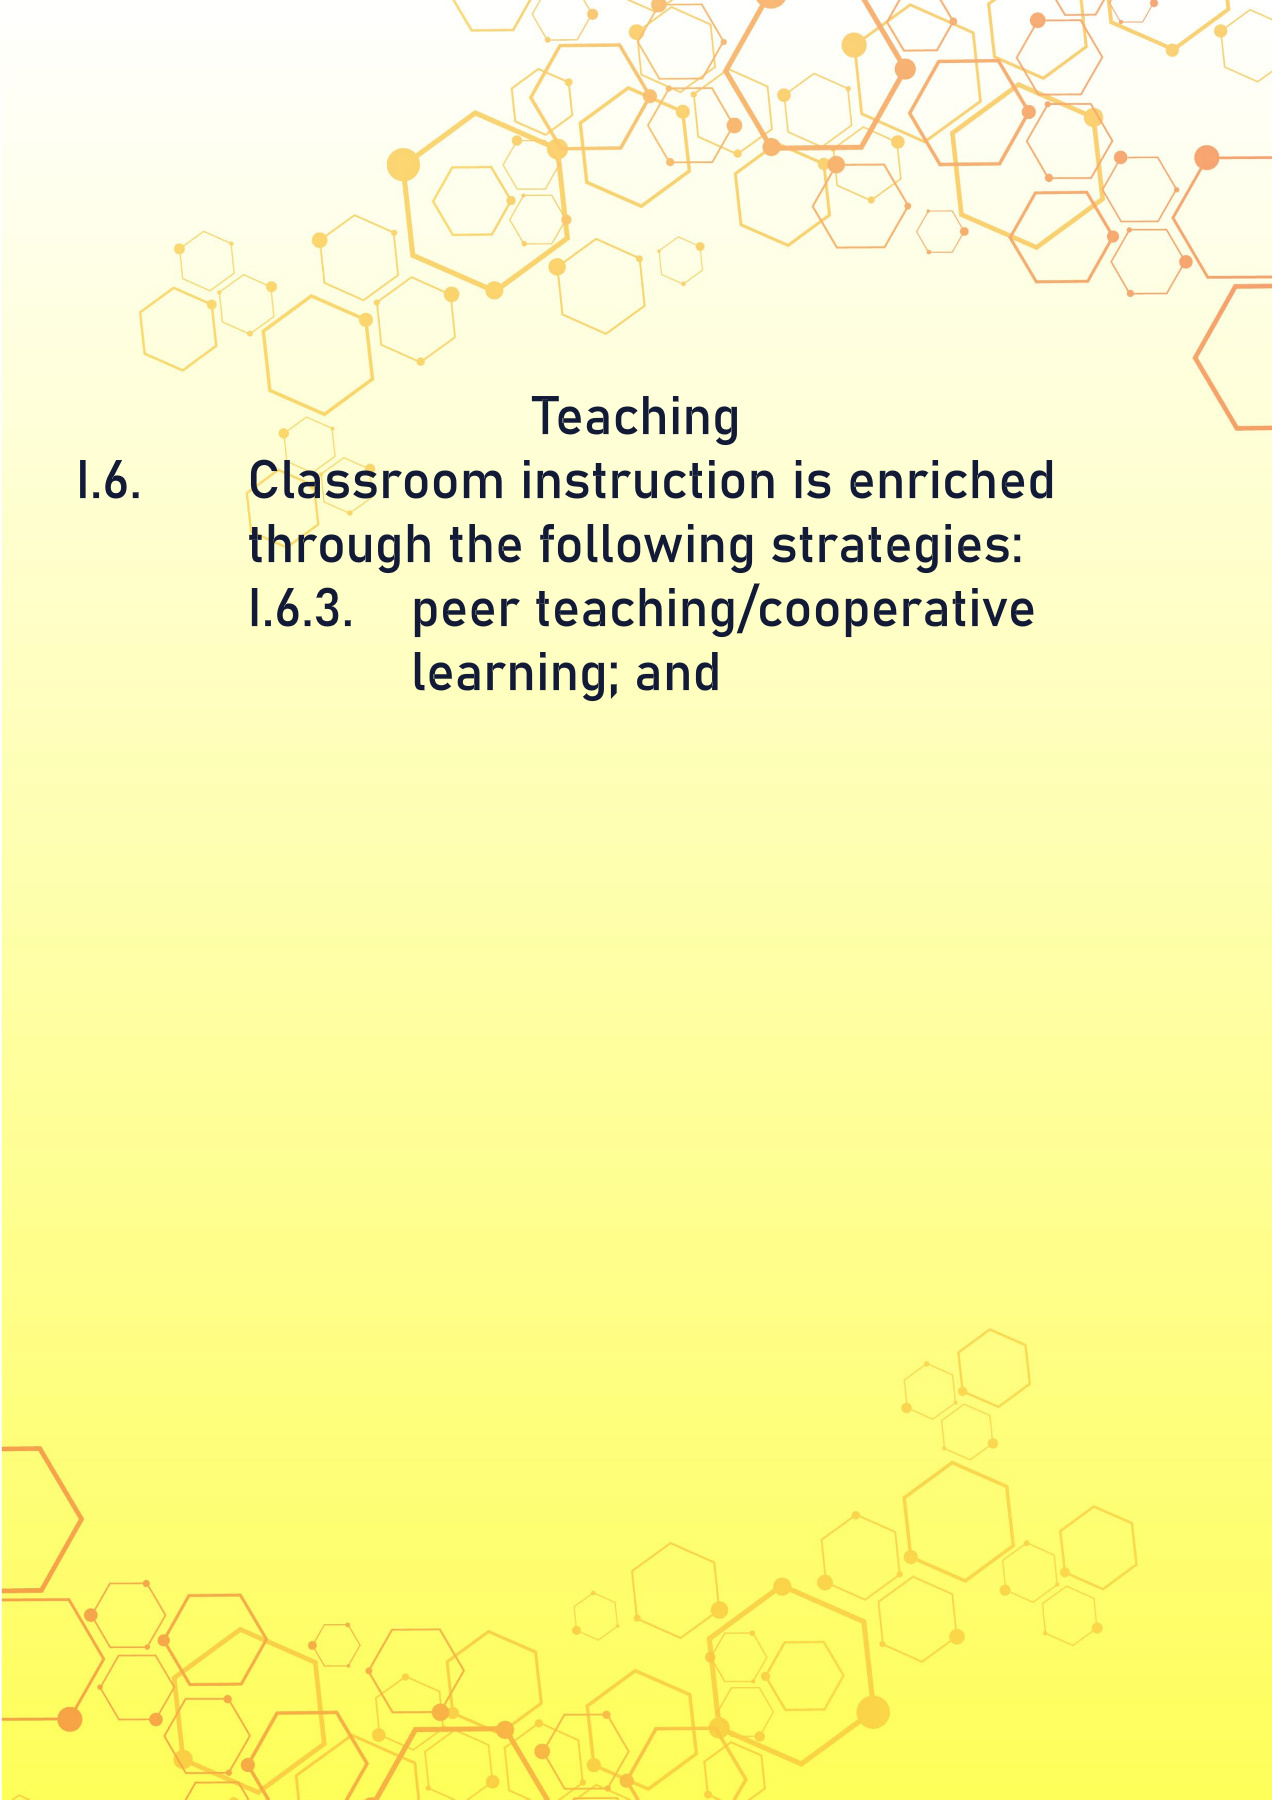 Teaching
I.6. Classroom instruction is enriched
through the following strategies:
I.6.3. peer teaching/cooperative
learning; and